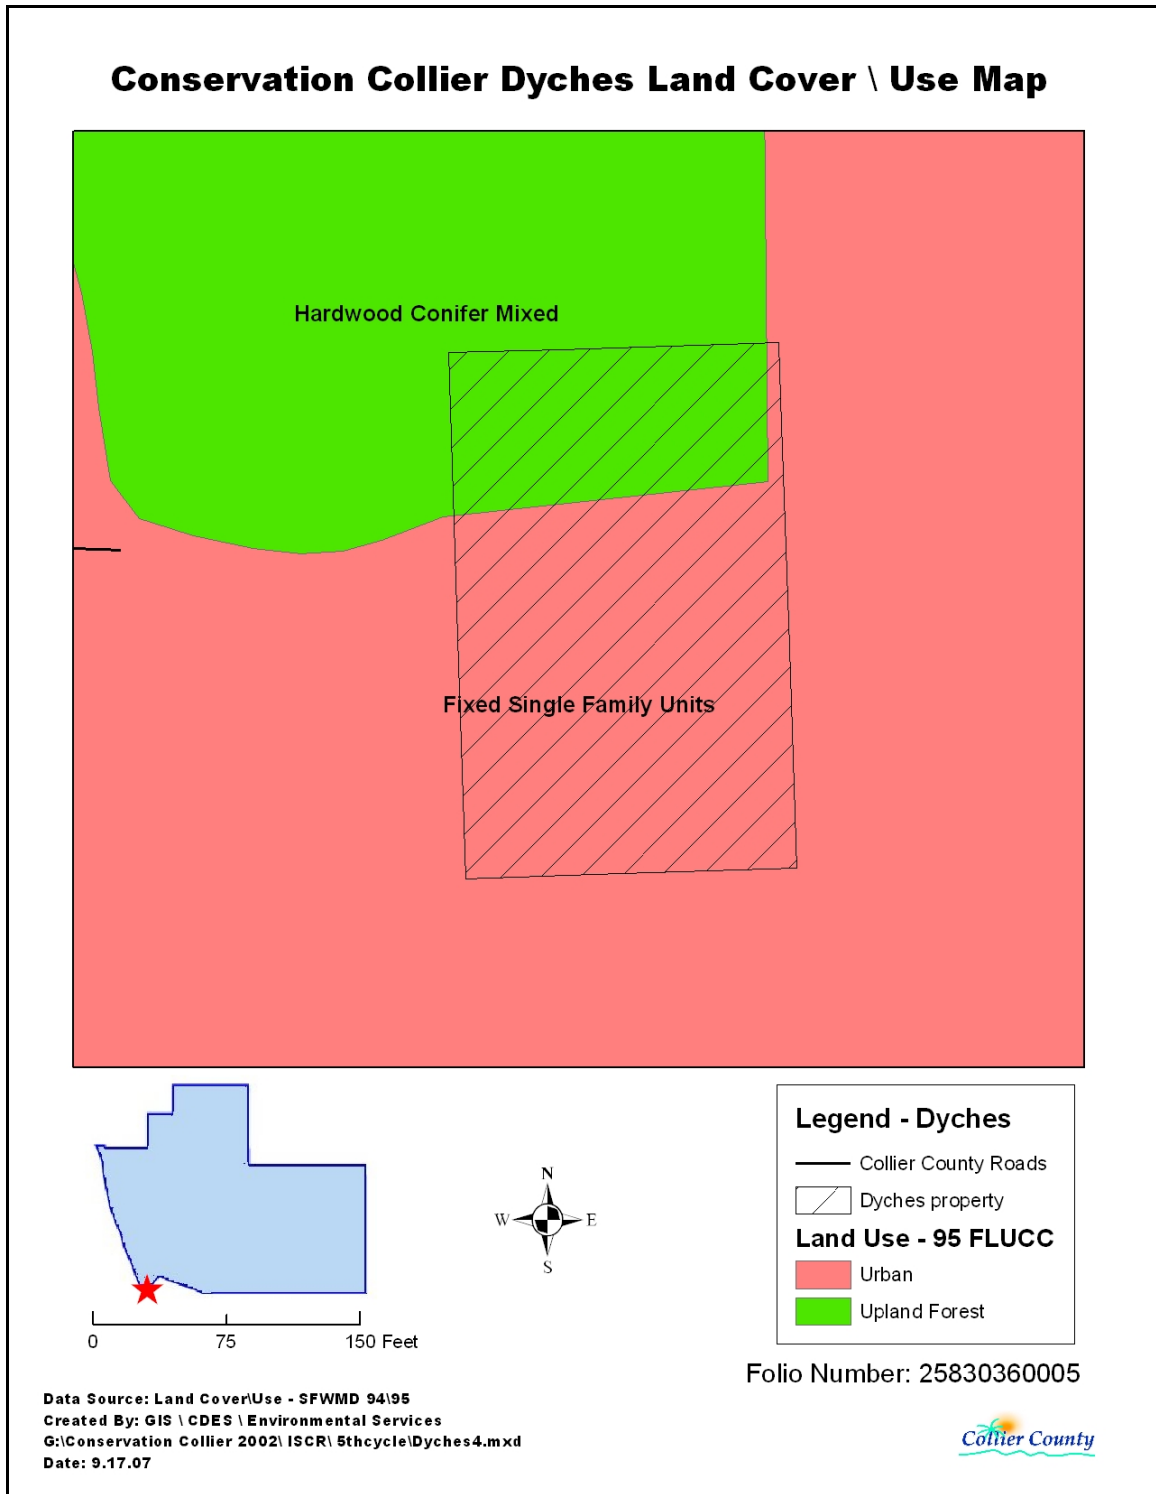 Conservation Collier Dyches Land Cover \ Use Map
Hardwood Conifer Mixed
Fixed Single Family Units
N
W E
S
0 75 150 Feet
Legend - Dyches
Collier County Roads
Dyches property
Land Use - 95 FLUCC
Urban
Upland Forest
Folio Number: 25830360005
Data Source: Land Cover\Use - SFWMD 94\95
Created By: GIS \ CDES \ Environmental Services
G:\Conservation Collier 2002\ ISCR\ 5thcycle\Dyches4.mxd
Date: 9.17.07
Collier County